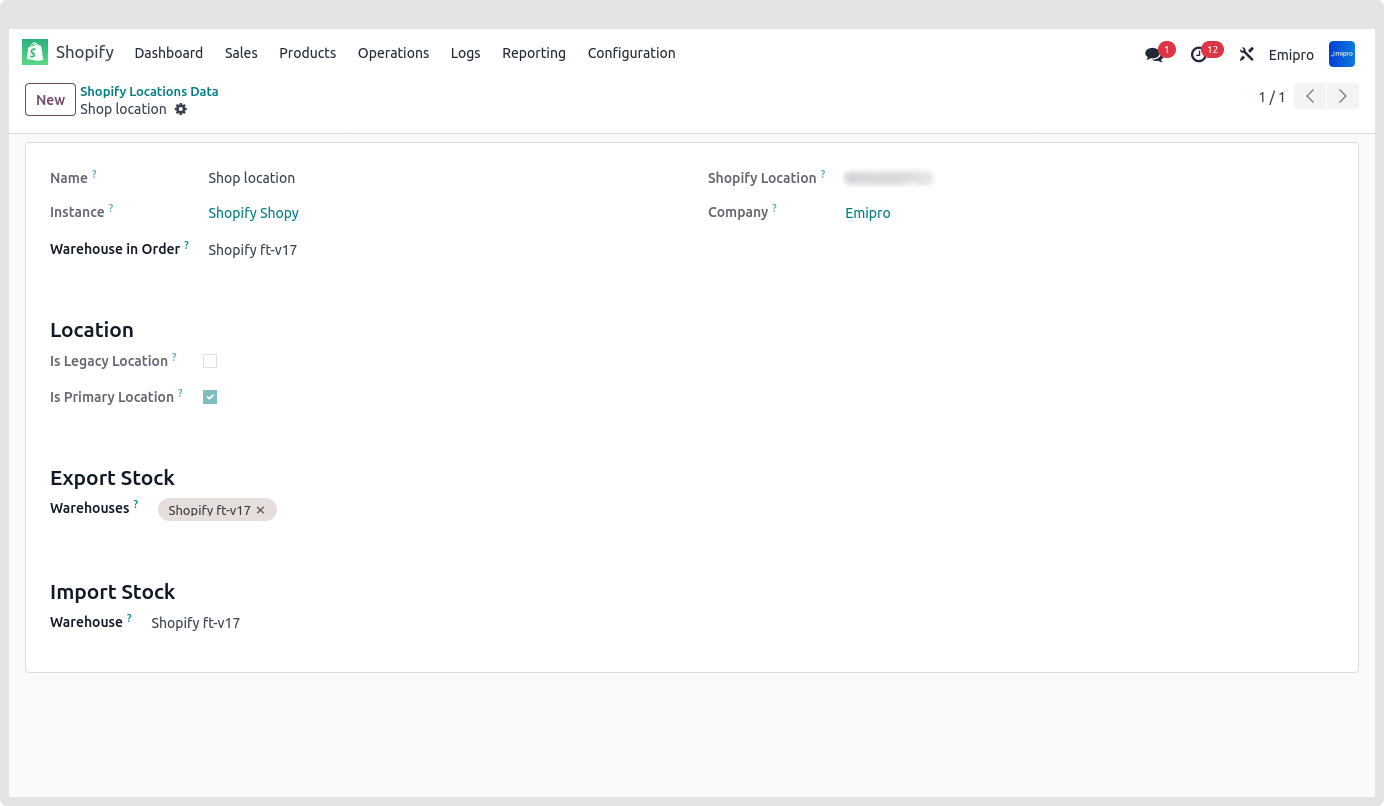 Shopify Dashboard Sales Products Operations Logs Reporting Configuration 1 12 Emipro
New Shopify Locations Data
Shop location 1 / 1
Name ? Shop location Shopify Location ?
Instance ? Shopify Shopy Company ? Emipro
Warehouse in Order ? Shopify ft-v17
Location
Is Legacy Location ?
Is Primary Location ?
Export Stock
Warehouses ? Shopify ft-v17 ×
Import Stock
Warehouse ? Shopify ft-v17